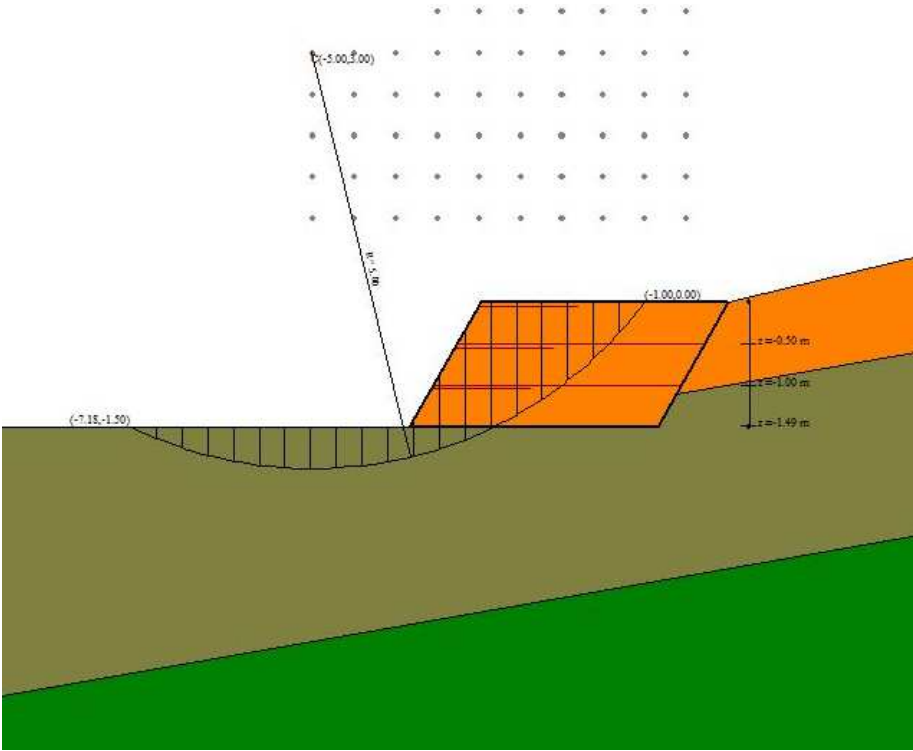 C(-5.00,3.00)
R = 5.00
(-1.00,0.00)
z=-0.50 m
z=-1.00 m
(-7.18,-1.50)
z=-1.49 m